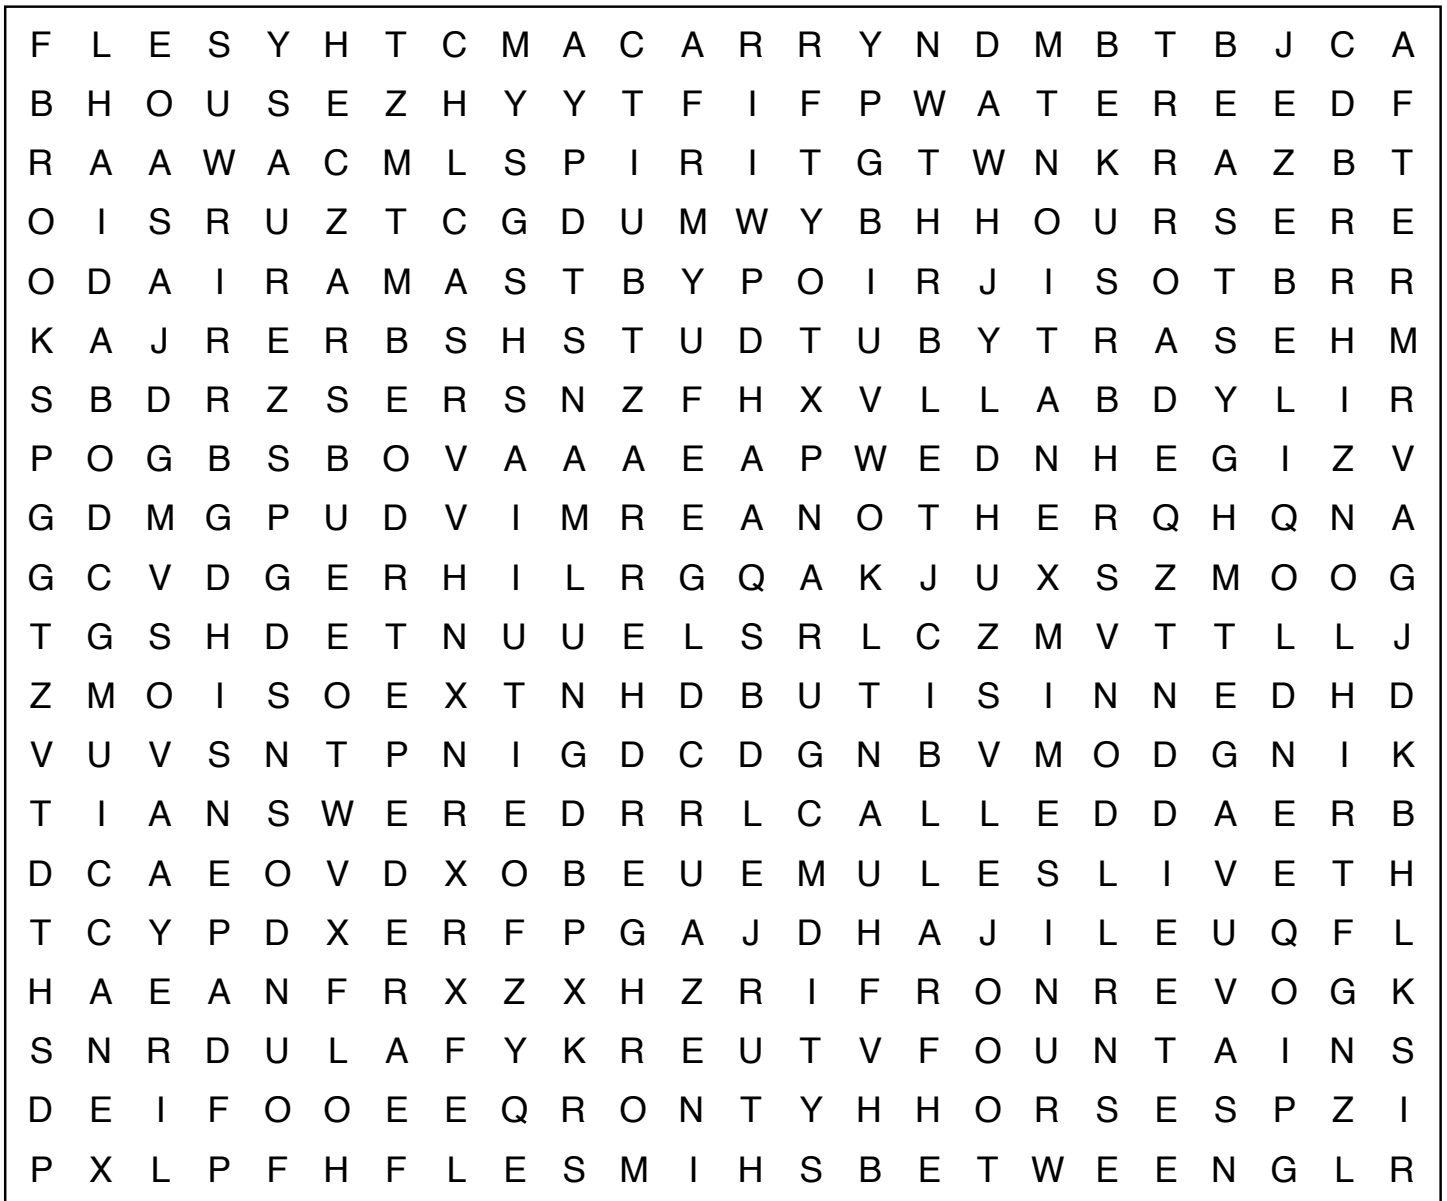 F L E S Y H T C M A C A R R Y N D M B T B J C A
B H O U S E Z H Y Y T F I F P W A T E R E E D F
R A A W A C M L S P I R I T G T W N K R A Z B T
O I S R U Z T C G D U M W Y B H H O U R S E R E
O D A I R A M A S T B Y P O I R J I S O T B R R
K A J R E R B S H S T U D T U B Y T R A S E H M
S B D R Z S E R S N Z F H X V L L A B D Y L I R
P O G B S B O V A A A E A P W E D N H E G I Z V
G D M G P U D V I M R E A N O T H E R Q H Q N A
G C V D G E R H I L R G Q A K J U X S Z M O O G
T G S H D E T N U U E L S R L C Z M V T T L L J
Z M O I S O E X T N H D B U T I S I N N E D H D
V U V S N T P N I G D C D G N B V M O D G N I K
T I A N S W E R E D R R L C A L L E D D A E R B
D C A E O V D X O B E U E M U L E S L I V E T H
T C Y P D X E R F P G A J D H A J I L E U Q F L
H A E A N F R X Z X H Z R I F R O N R E V O G K
S N R D U L A F Y K R E U T V F O U N T A I N S
D E I F O O E E Q R O N T Y H H O R S E S P Z I
P X L P F H F L E S M I H S B E T W E E N G L R